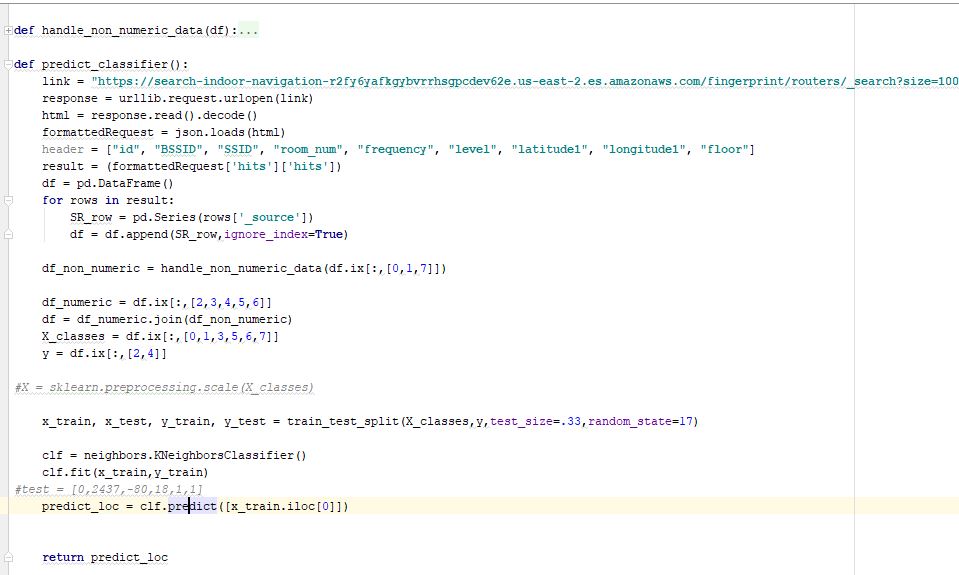 def handle_non_numeric_data(df):...
def predict_classifier():
link = "https://search-indoor-navigation-r2fy6yafkgybvrrhsgpcdev62e.us-east-2.es.amazonaws.com/fingerprint/routers/_search?size=100
response = urllib.request.urlopen(link)
html = response.read().decode()
formattedRequest = json.loads(html)
header = ["id", "BSSID", "SSID", "room_num", "frequency", "level", "latitude1", "longitude1", "floor"]
result = (formattedRequest['hits']['hits'])
df = pd.DataFrame()
for rows in result:
SR_row = pd.Series(rows['_source'])
df = df.append(SR_row,ignore_index=True)
df_non_numeric = handle_non_numeric_data(df.ix[:,[0,1,7]])
df_numeric = df.ix[:,[2,3,4,5,6]]
df = df_numeric.join(df_non_numeric)
X_classes = df.ix[:,[0,1,3,5,6,7]]
y = df.ix[:,[2,4]]
#X = sklearn.preprocessing.scale(X_classes)
x_train, x_test, y_train, y_test = train_test_split(X_classes,y,test_size=.33,random_state=17)
clf = neighbors.KNeighborsClassifier()
clf.fit(x_train,y_train)
#test = [0,2437,-80,18,1,1]
predict_loc = clf.predict([x_train.iloc[0]])
return predict_loc